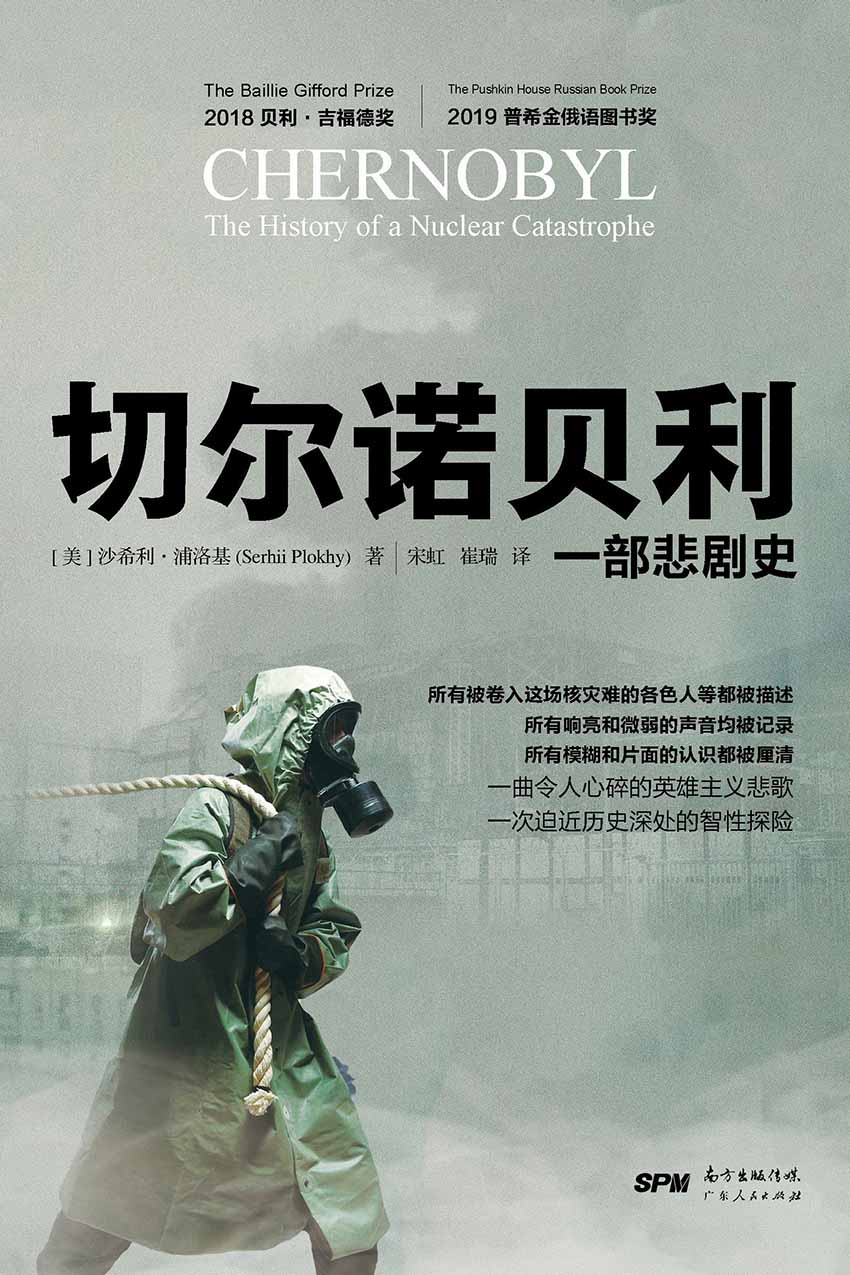 The Baillie Gifford Prize
2018 贝利·吉福德奖
The Pushkin House Russian Book Prize
2019 普希金俄语图书奖
CHERNOBYL
The History of a Nuclear Catastrophe
切尔诺贝利
一部悲剧史
[美]沙希利·浦洛基 (Serhii Plokhy) 著 宋虹 崔瑞 译
所有被卷入这场核灾难的各色人等都被描述
所有响亮和微弱的声音均被记录
所有模糊和片面的认识都被厘清
一曲令人心碎的英雄主义悲歌
一次迫近历史深处的智性探险
SPM 南方出版传媒
广东人民出版社